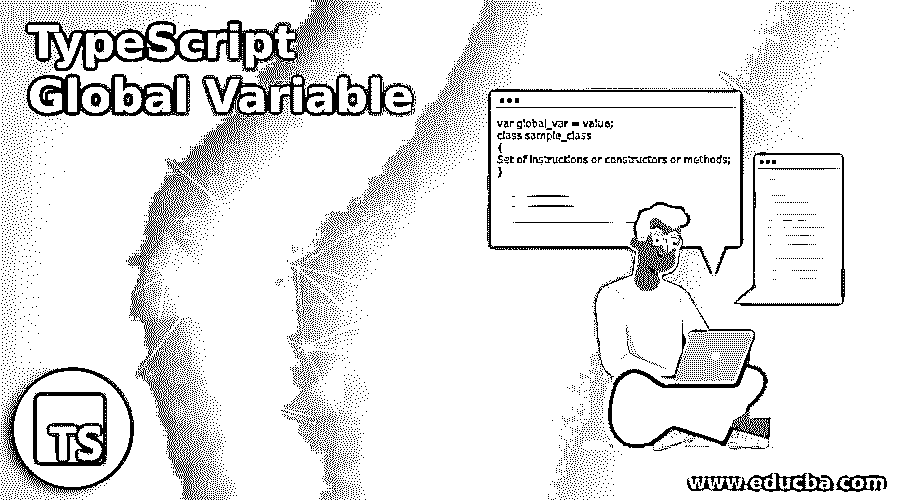 TypeScript
Global Variable
var global_var = value;
class sample_class
{
Set of instructions or constructors or methods;
}
TS
www.educba.com